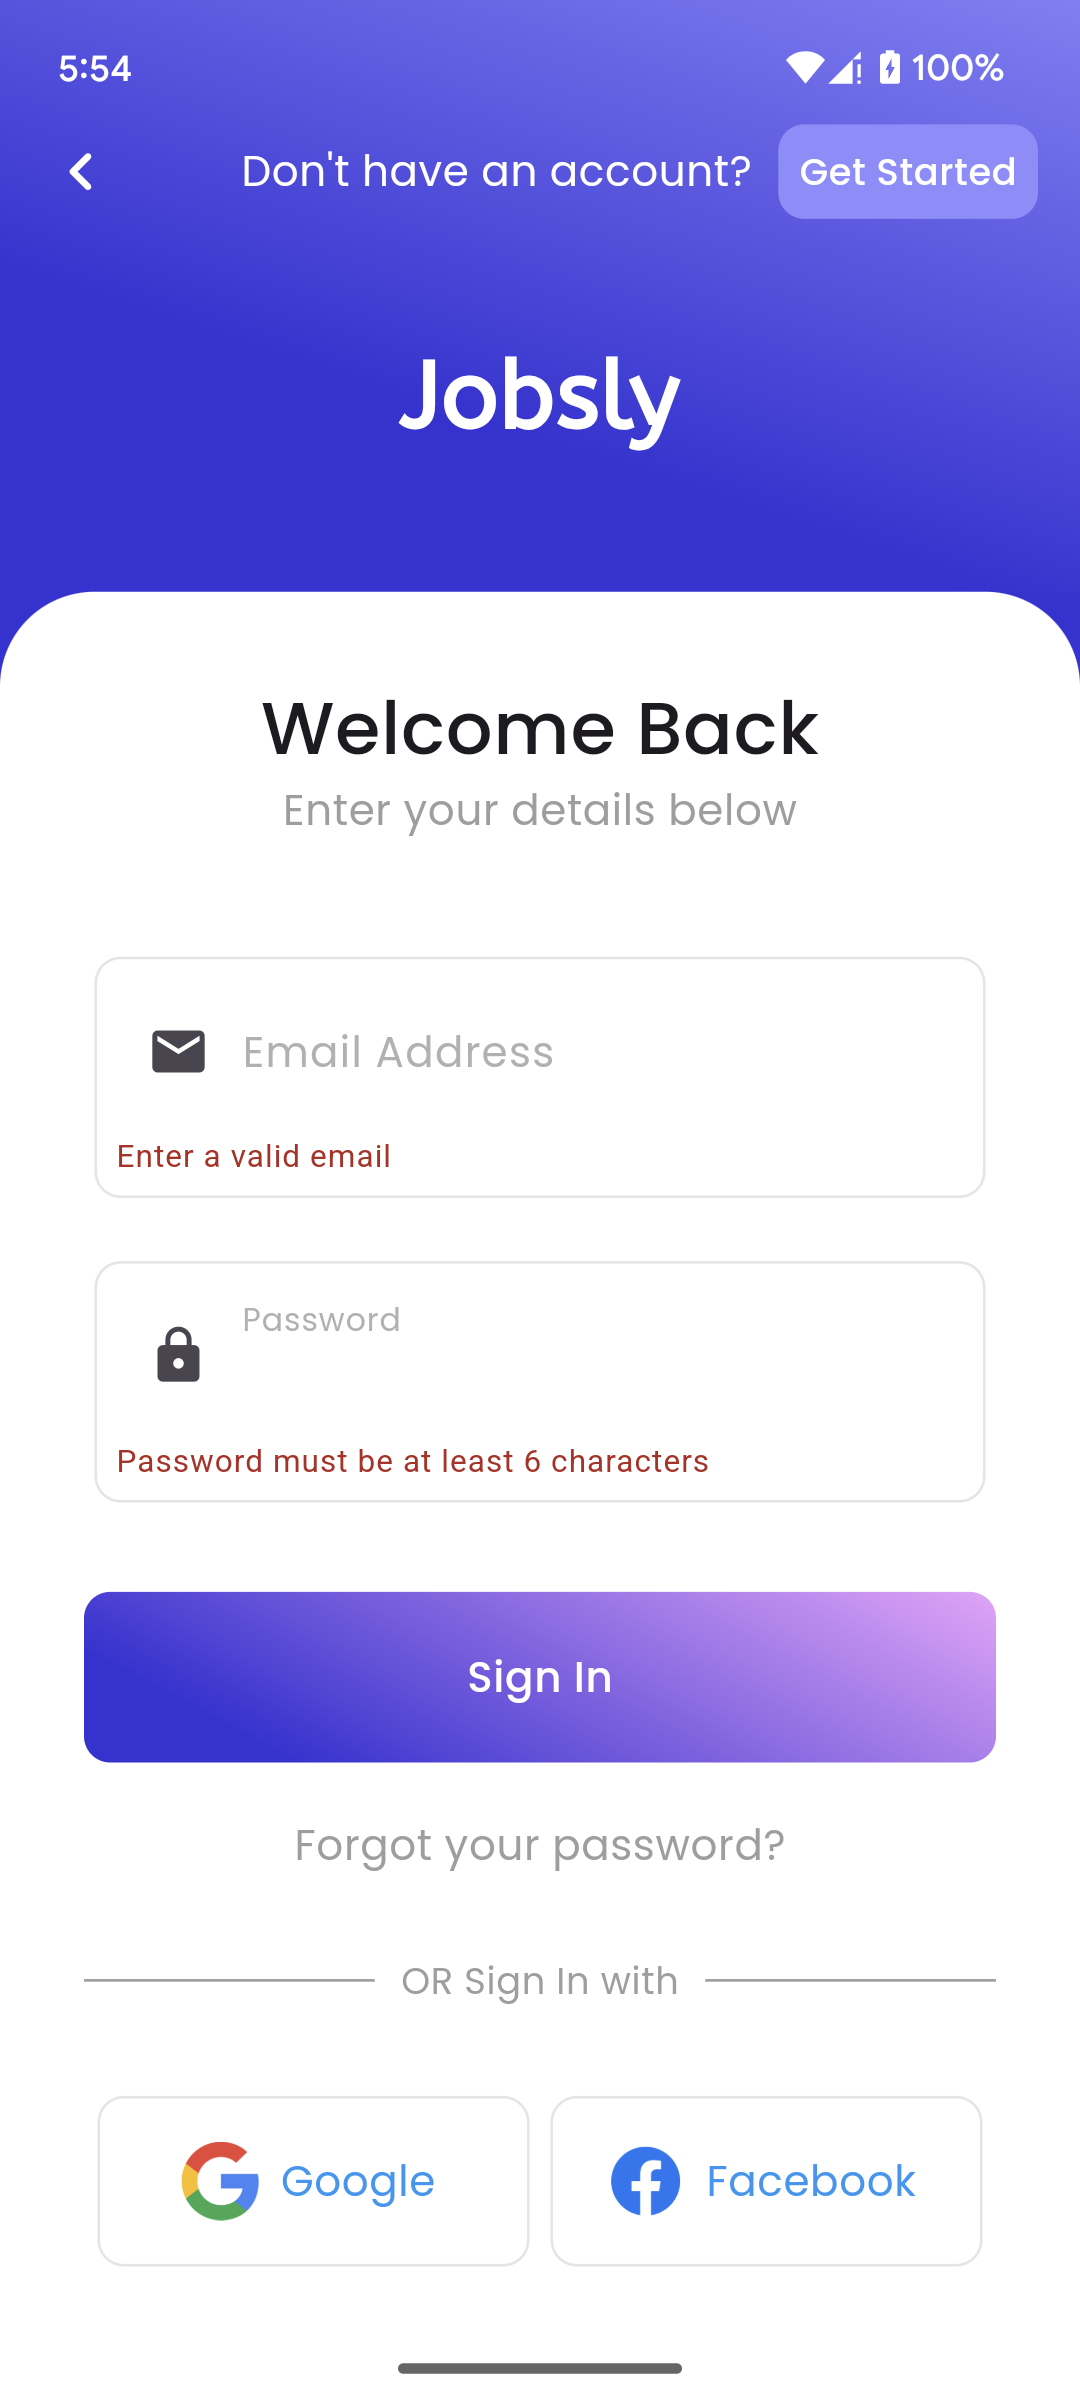 5:54
100%
Don't have an account?
Get Started
Jobsly
Welcome Back
Enter your details below
Email Address
Enter a valid email
Password
Password must be at least 6 characters
Sign In
Forgot your password?
OR Sign In with
Google
Facebook